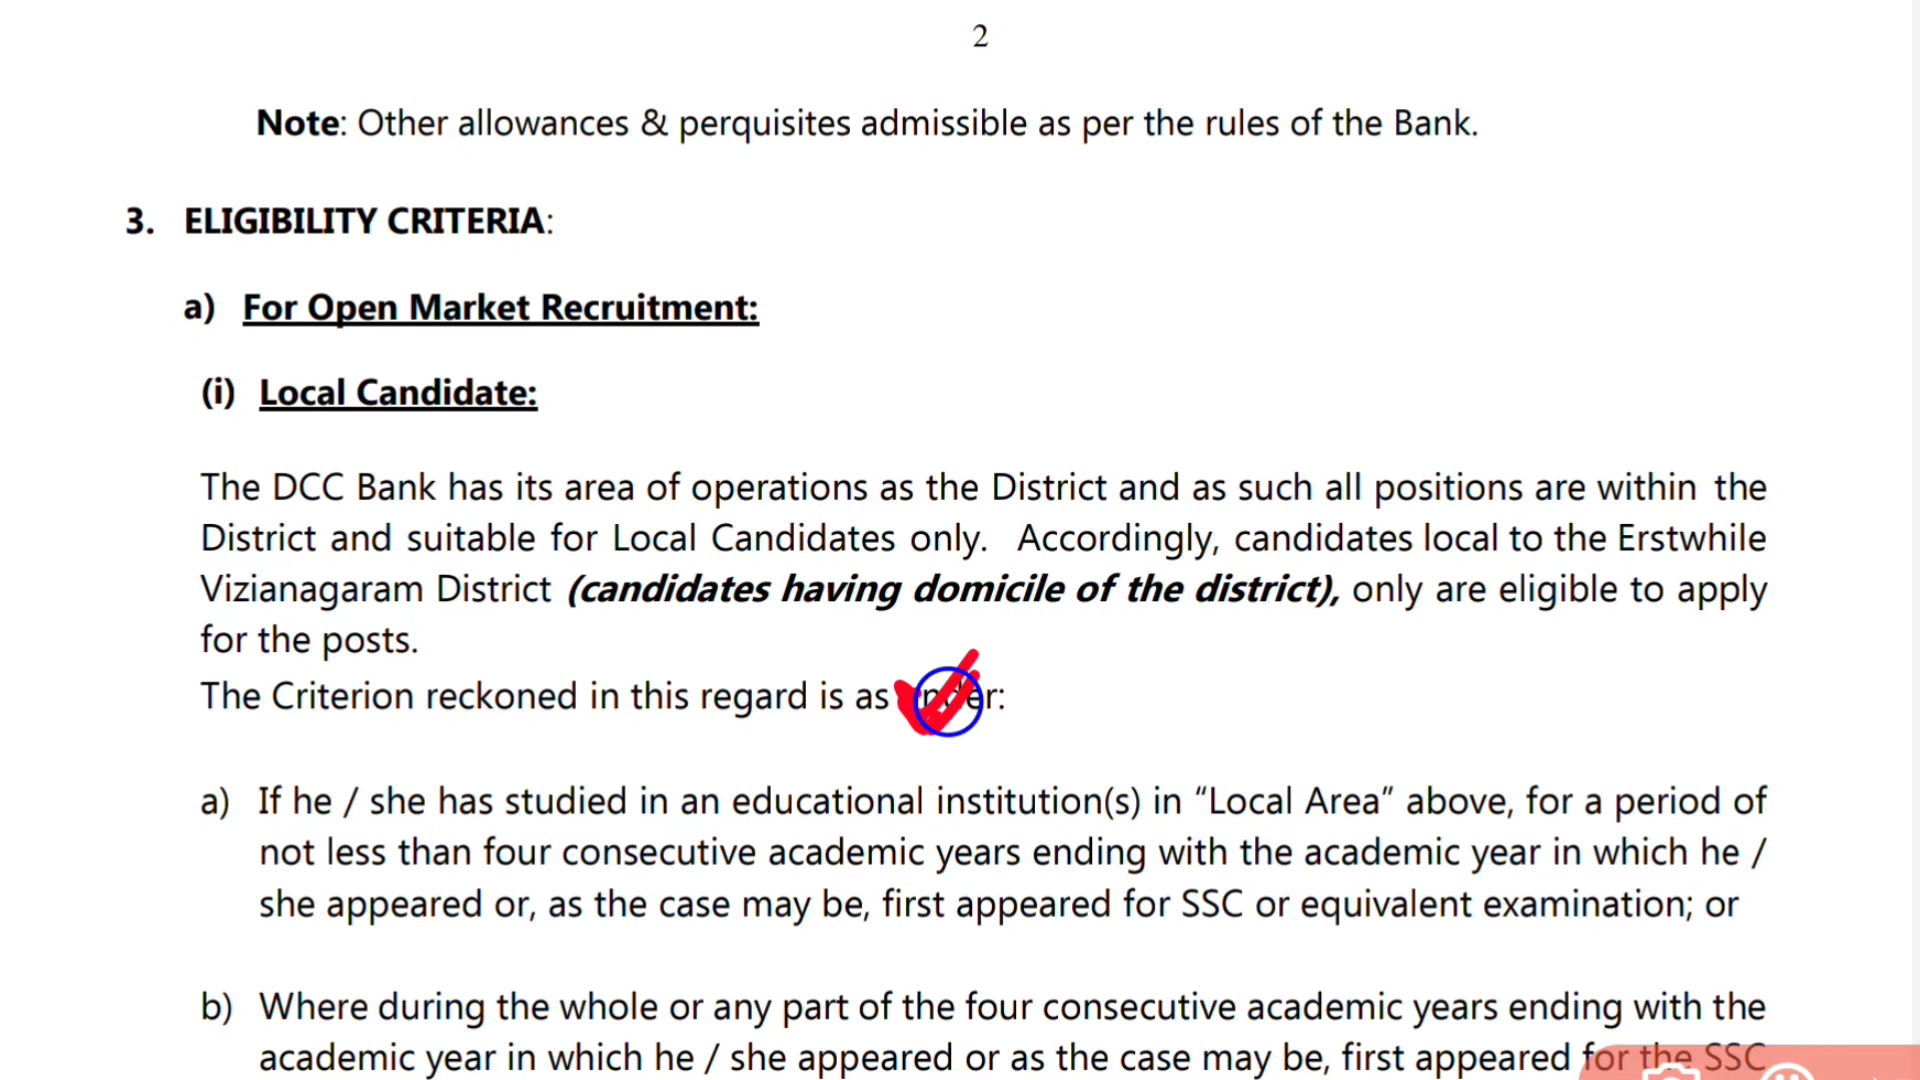 2
Note: Other allowances & perquisites admissible as per the rules of the Bank.
3. ELIGIBILITY CRITERIA:
a) For Open Market Recruitment:
(i) Local Candidate:
The DCC Bank has its area of operations as the District and as such all positions are within the
District and suitable for Local Candidates only. Accordingly, candidates local to the Erstwhile
Vizianagaram District (candidates having domicile of the district), only are eligible to apply
for the posts.
The Criterion reckoned in this regard is as
a) If he / she has studied in an educational institution(s) in “Local Area” above, for a period of
not less than four consecutive academic years ending with the academic year in which he /
she appeared or, as the case may be, first appeared for SSC or equivalent examination; or
b) Where during the whole or any part of the four consecutive academic years ending with the
academic year in which he / she appeared or as the case may be, first appeared for the SSC